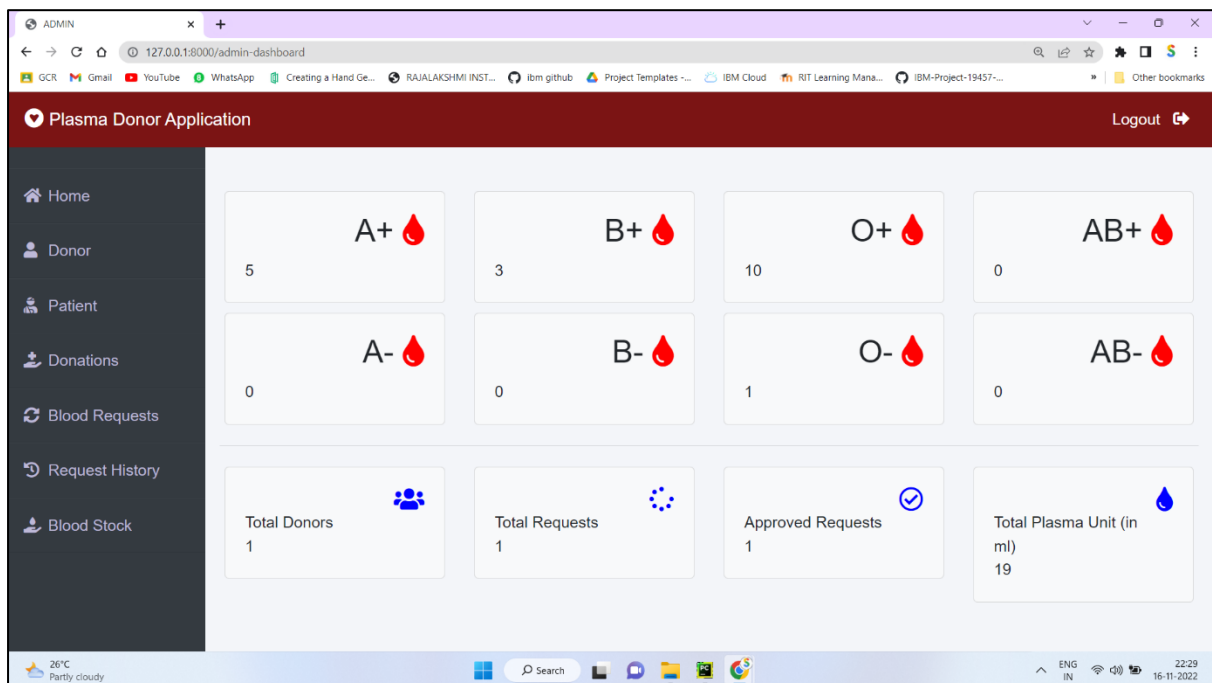 ADMIN
127.0.0.1:8000/admin-dashboard
GCR Gmail YouTube WhatsApp Creating a Hand Ge... RAJALAKSHMI INST... ibm github Project Templates -... IBM Cloud RIT Learning Mana... IBM-Project-19457-... » Other bookmarks
Plasma Donor Application Logout
Home
Donor
Patient
Donations
Blood Requests
Request History
Blood Stock
A+ B+ O+ AB+
5 3 10 0
A- B- O- AB-
0 0 1 0
Total Donors
1
Total Requests
1
Approved Requests
1
Total Plasma Unit (in
ml)
19
26°C
Partly cloudy
Search
ENG
IN
22:29
16-11-2022